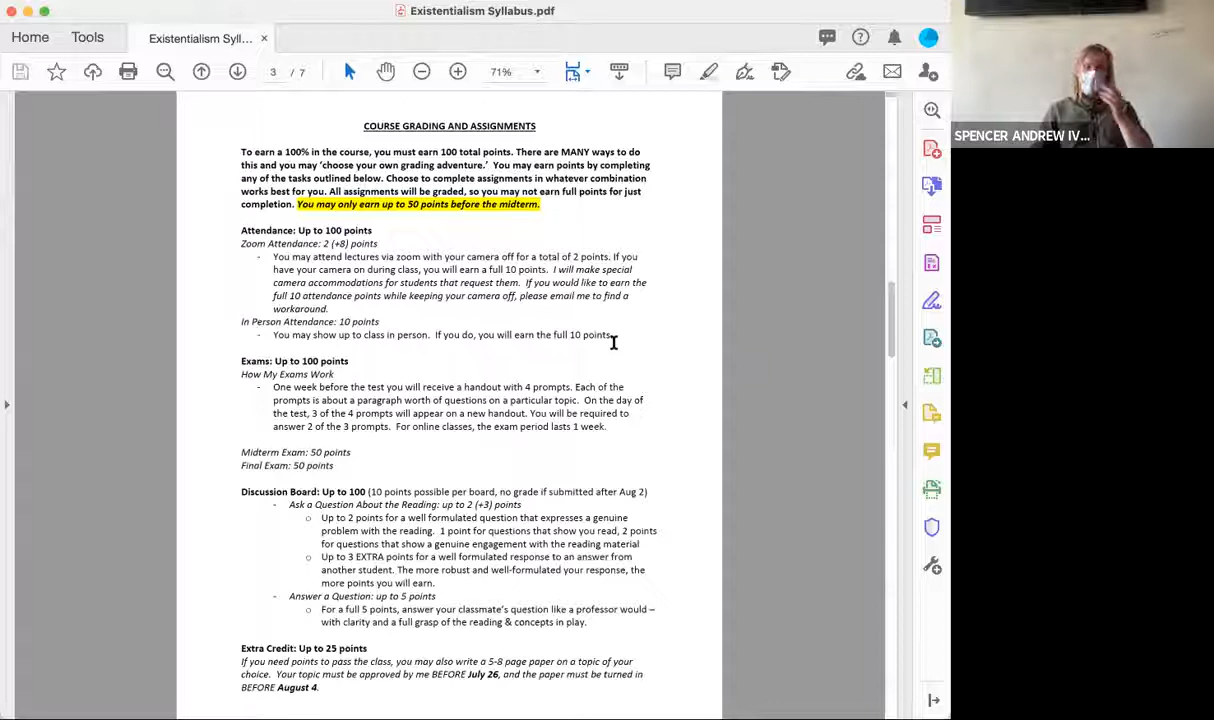 Existentialism Syllabus.pdf
Home Tools Existentialism Syll... ×
3 / 7 71%
SPENCER ANDREW IV...
COURSE GRADING AND ASSIGNMENTS
To earn a 100% in the course, you must earn 100 total points. There are MANY ways to do
this and you may ‘choose your own grading adventure.’ You may earn points by completing
any of the tasks outlined below. Choose to complete assignments in whatever combination
works best for you. All assignments will be graded, so you may not earn full points for just
completion. You may only earn up to 50 points before the midterm.
Attendance: Up to 100 points
Zoom Attendance: 2 (+8) points
- You may attend lectures via zoom with your camera off for a total of 2 points. If you
have your camera on during class, you will earn a full 10 points. I will make special
camera accommodations for students that request them. If you would like to earn the
full 10 attendance points while keeping your camera off, please email me to find a
workaround.
In Person Attendance: 10 points
- You may show up to class in person. If you do, you will earn the full 10 points.
Exams: Up to 100 points
How My Exams Work
- One week before the test you will receive a handout with 4 prompts. Each of the
prompts is about a paragraph worth of questions on a particular topic. On the day of
the test, 3 of the 4 prompts will appear on a new handout. You will be required to
answer 2 of the 3 prompts. For online classes, the exam period lasts 1 week.
Midterm Exam: 50 points
Final Exam: 50 points
Discussion Board: Up to 100 (10 points possible per board, no grade if submitted after Aug 2)
- Ask a Question About the Reading: up to 2 (+3) points
○ Up to 2 points for a well formulated question that expresses a genuine
problem with the reading. 1 point for questions that show you read, 2 points
for questions that show a genuine engagement with the reading material
○ Up to 3 EXTRA points for a well formulated response to an answer from
another student. The more robust and well-formulated your response, the
more points you will earn.
- Answer a Question: up to 5 points
○ For a full 5 points, answer your classmate’s question like a professor would –
with clarity and a full grasp of the reading & concepts in play.
Extra Credit: Up to 25 points
If you need points to pass the class, you may also write a 5-8 page paper on a topic of your
choice. Your topic must be approved by me BEFORE July 26, and the paper must be turned in
BEFORE August 4.